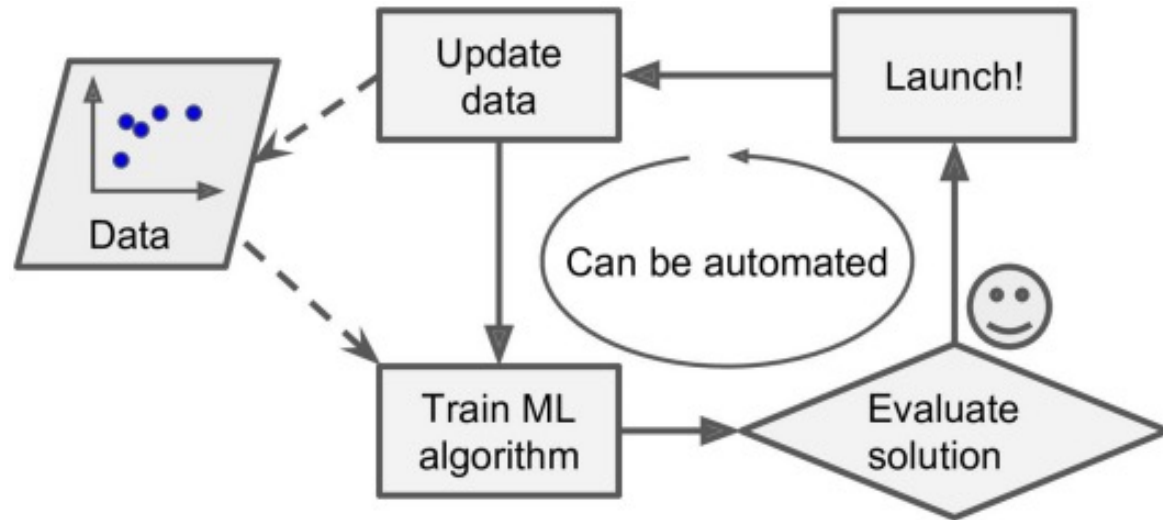 Update
data
Launch!
Data
Can be automated
Train ML
algorithm
Evaluate
solution